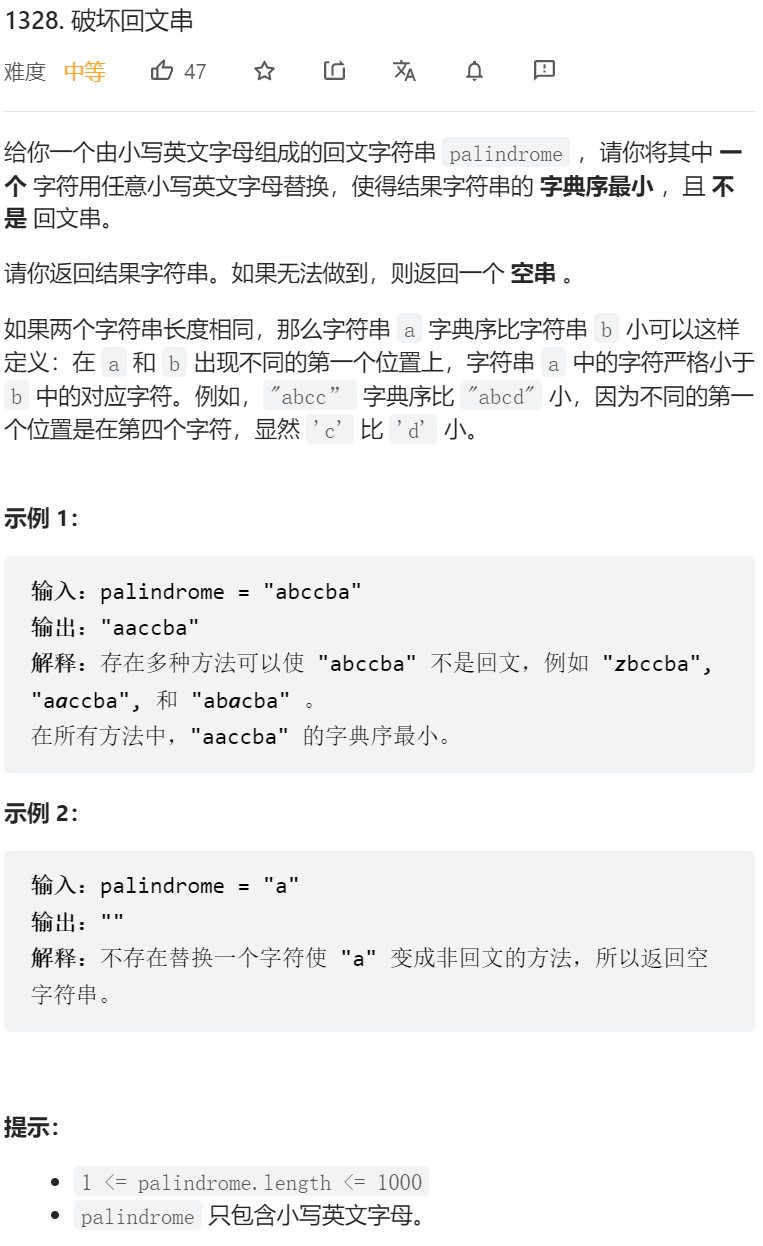 1328. 破坏回文串
难度 中等 47
给你一个由小写英文字母组成的回文字符串 palindrome ，请你将其中 一
个 字符用任意小写英文字母替换，使得结果字符串的 字典序最小 ，且 不
是 回文串。
请你返回结果字符串。如果无法做到，则返回一个 空串 。
如果两个字符串长度相同，那么字符串 a 字典序比字符串 b 小可以这样
定义：在 a 和 b 出现不同的第一个位置上，字符串 a 中的字符严格小于
b 中的对应字符。例如，"abcc” 字典序比 "abcd" 小，因为不同的第一
个位置是在第四个字符，显然 'c' 比 'd' 小。
示例 1：
输入：palindrome = "abccba"
输出："aaccba"
解释：存在多种方法可以使 "abccba" 不是回文，例如 "zbccba",
"aaccba", 和 "abacba" 。
在所有方法中，"aaccba" 的字典序最小。
示例 2：
输入：palindrome = "a"
输出：""
解释：不存在替换一个字符使 "a" 变成非回文的方法，所以返回空
字符串。
提示：
• 1 <= palindrome.length <= 1000
• palindrome 只包含小写英文字母。